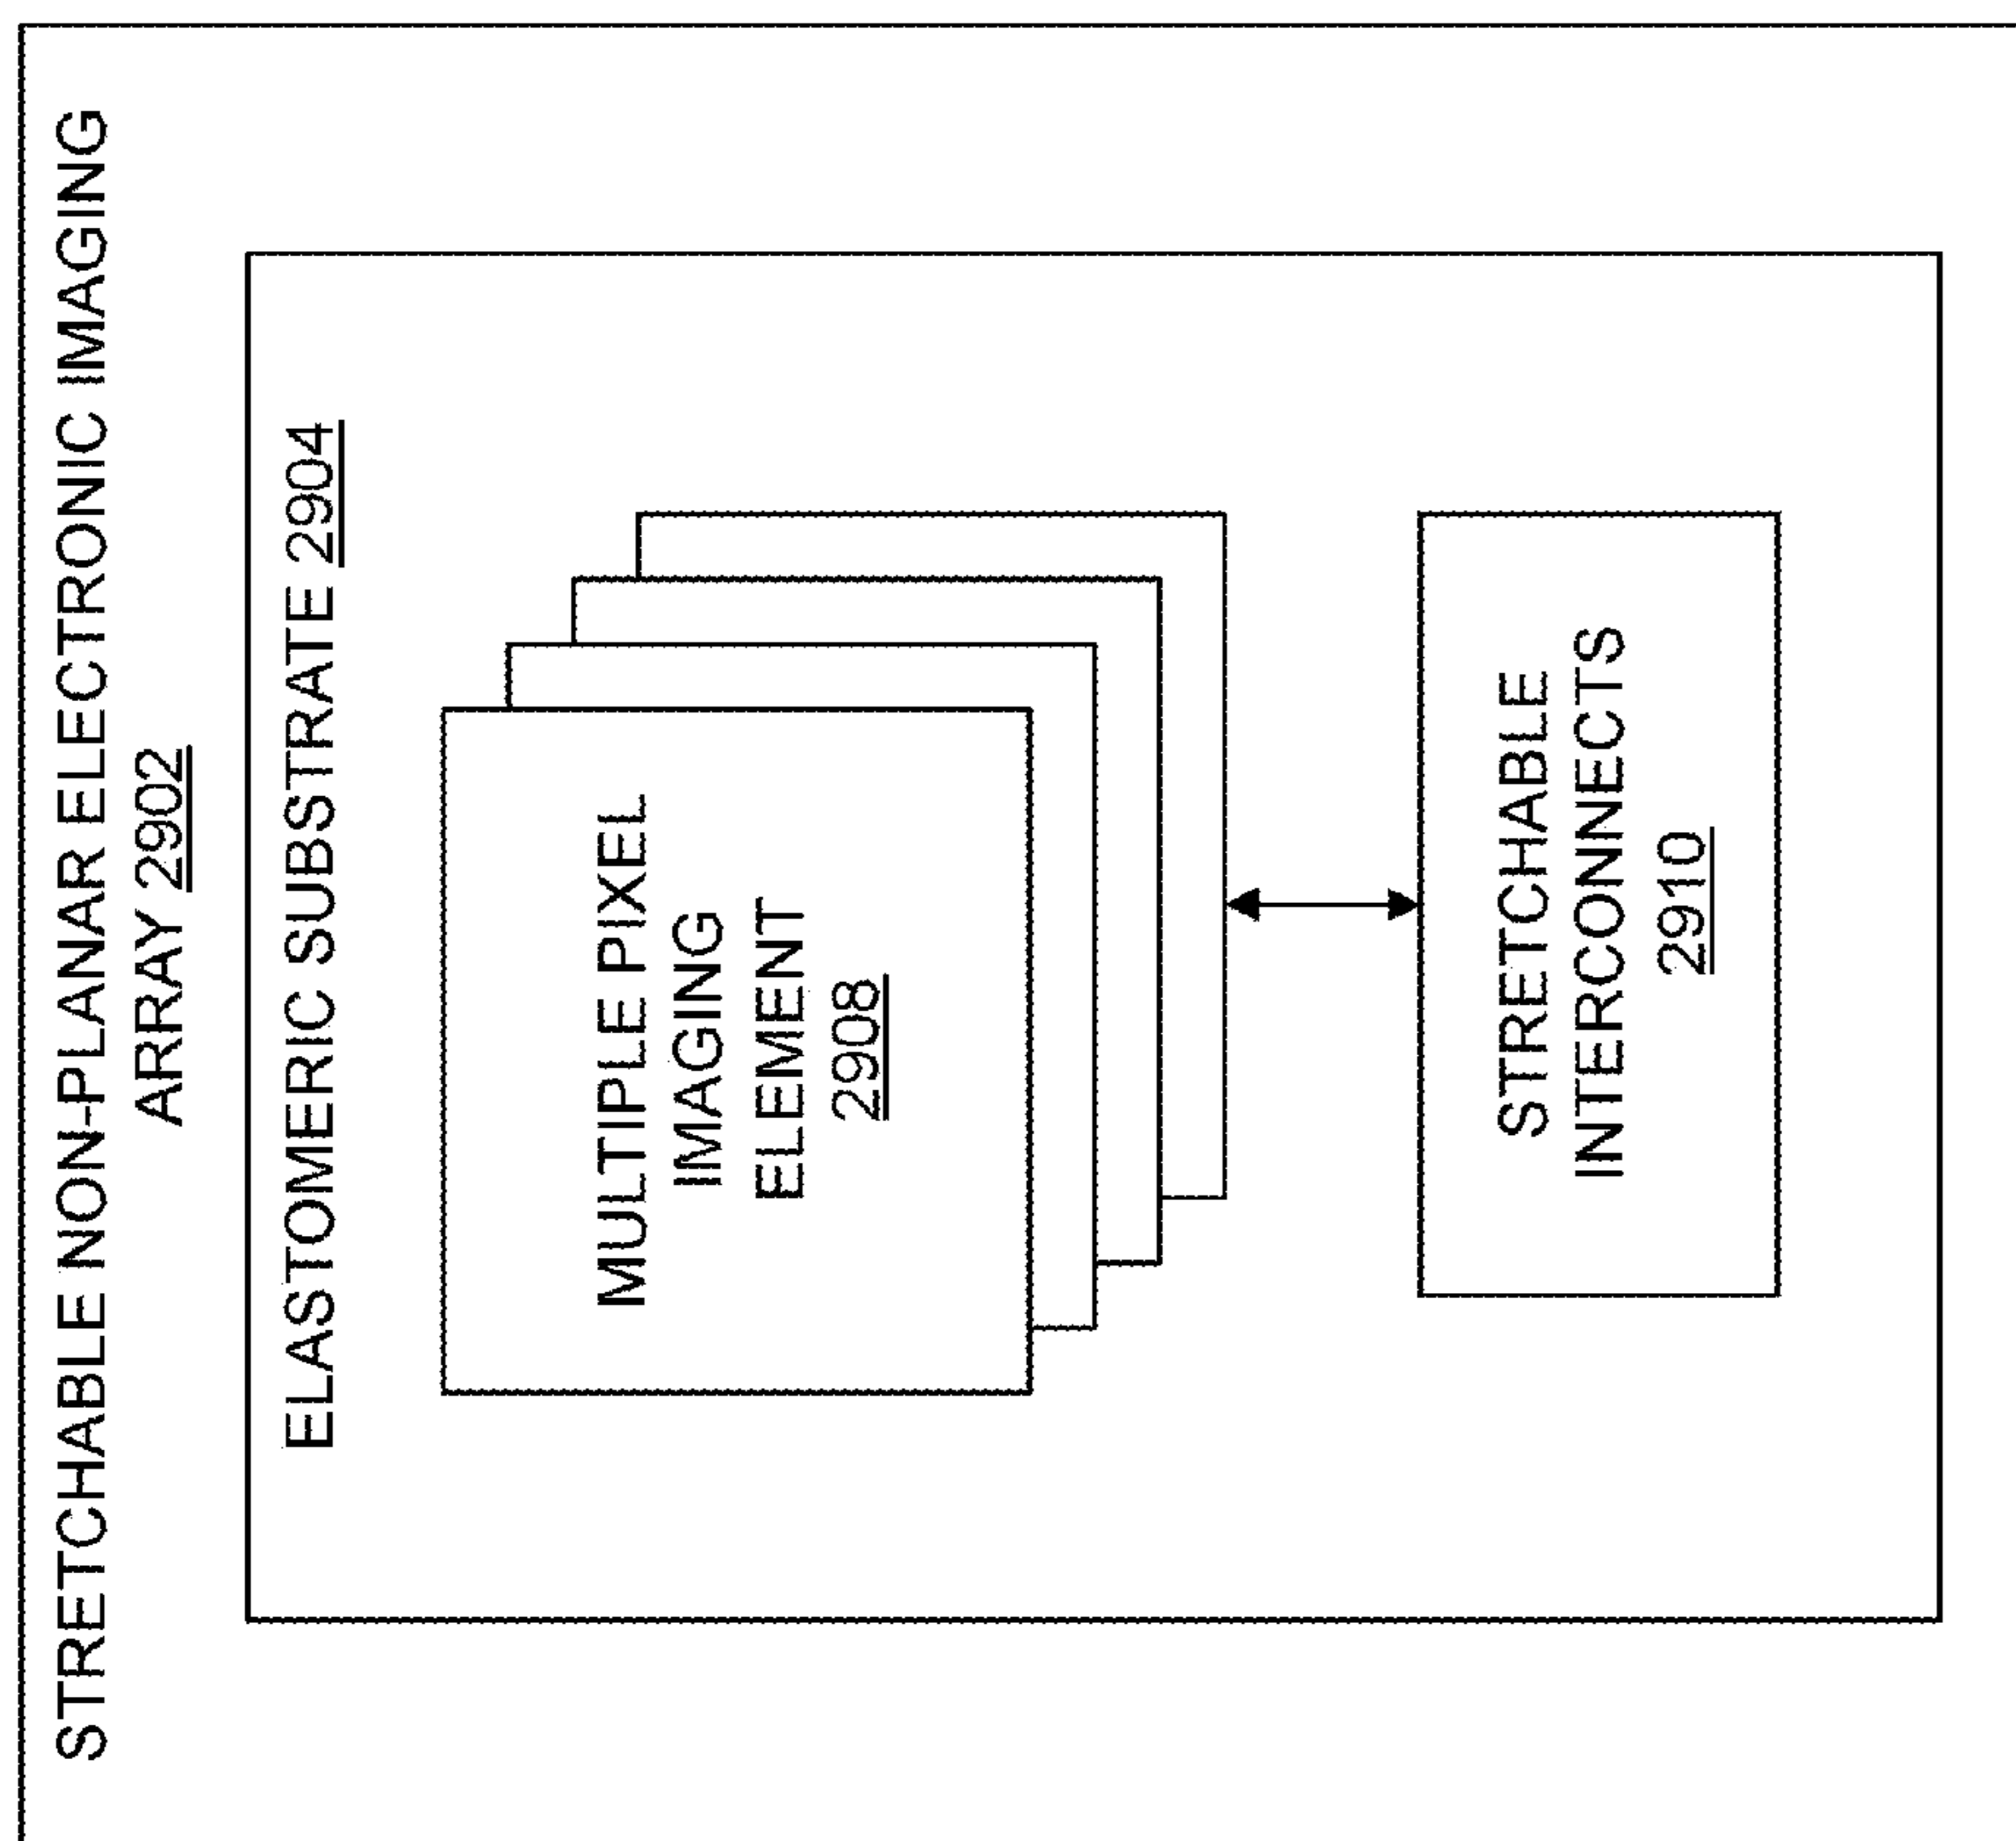 STRETCHABLE NON-PLANAR ELECTRONIC IMAGING
ARRAY 2902
ELASTOMERIC SUBSTRATE 2904
MULTIPLE PIXEL
IMAGING
ELEMENT
2908
STRETCHABLE
INTERCONNECTS
2910